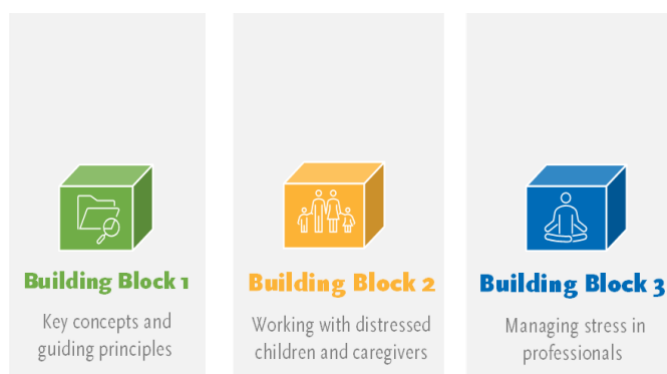 Building Block 1
Key concepts and
guiding principles
Building Block 2
Working with distressed
children and caregivers
Building Block 3
Managing stress in
professionals